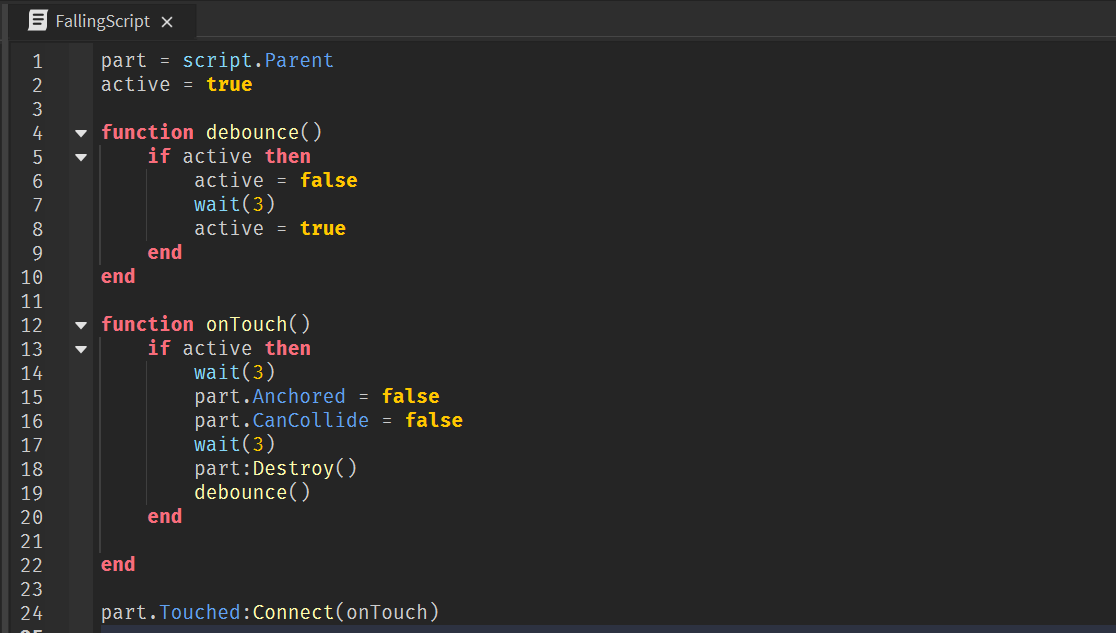 FallingScript
1 part = script.Parent
2 active = true
3
4 function debounce()
5     if active then
6         active = false
7         wait(3)
8         active = true
9     end
10 end
11
12 function onTouch()
13     if active then
14         wait(3)
15         part.Anchored = false
16         part.CanCollide = false
17         wait(3)
18         part:Destroy()
19         debounce()
20     end
21
22 end
23
24 part.Touched:Connect(onTouch)
25